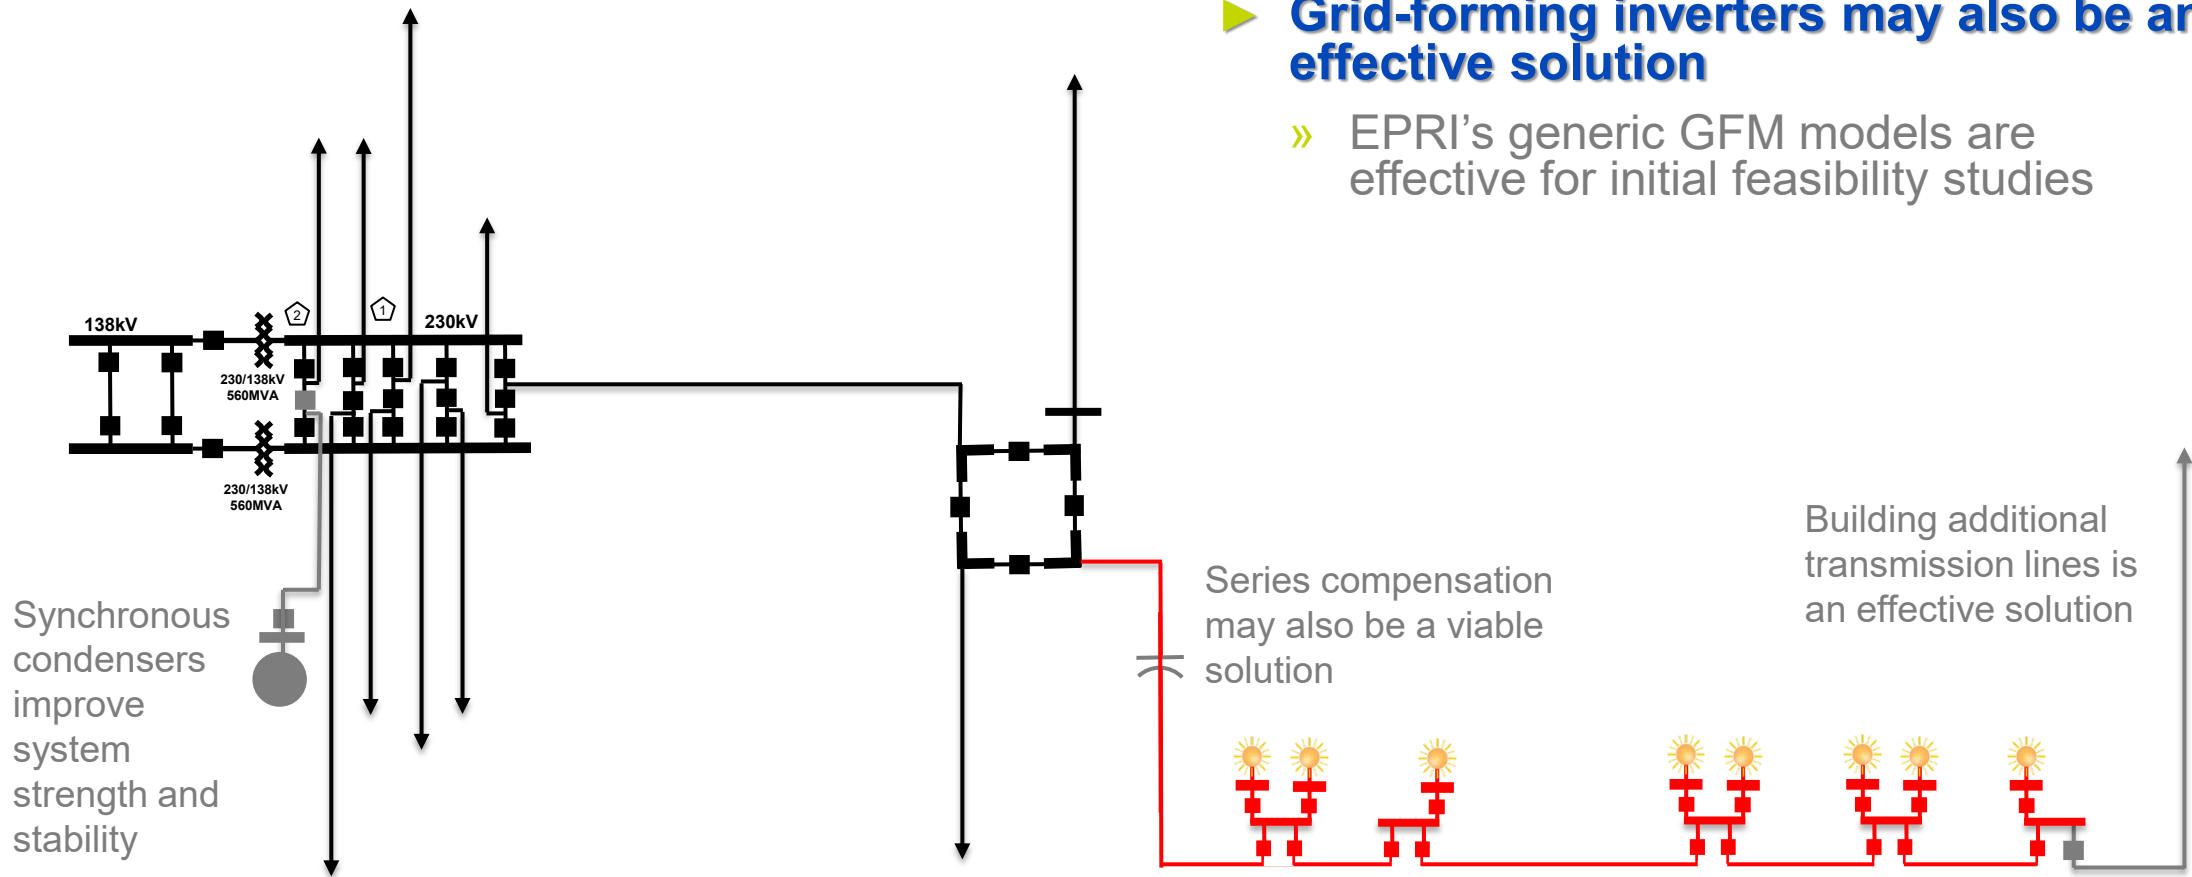 ► Grid-forming inverters may also be an
effective solution
» EPRI's generic GFM models are
effective for initial feasibility studies
2
1
138kV
230kV
230/138kV
560MVA
230/138kV
560MVA
Synchronous
condensers
improve
system
strength and
stability
Series compensation
may also be a viable
solution
Building additional
transmission lines is
an effective solution